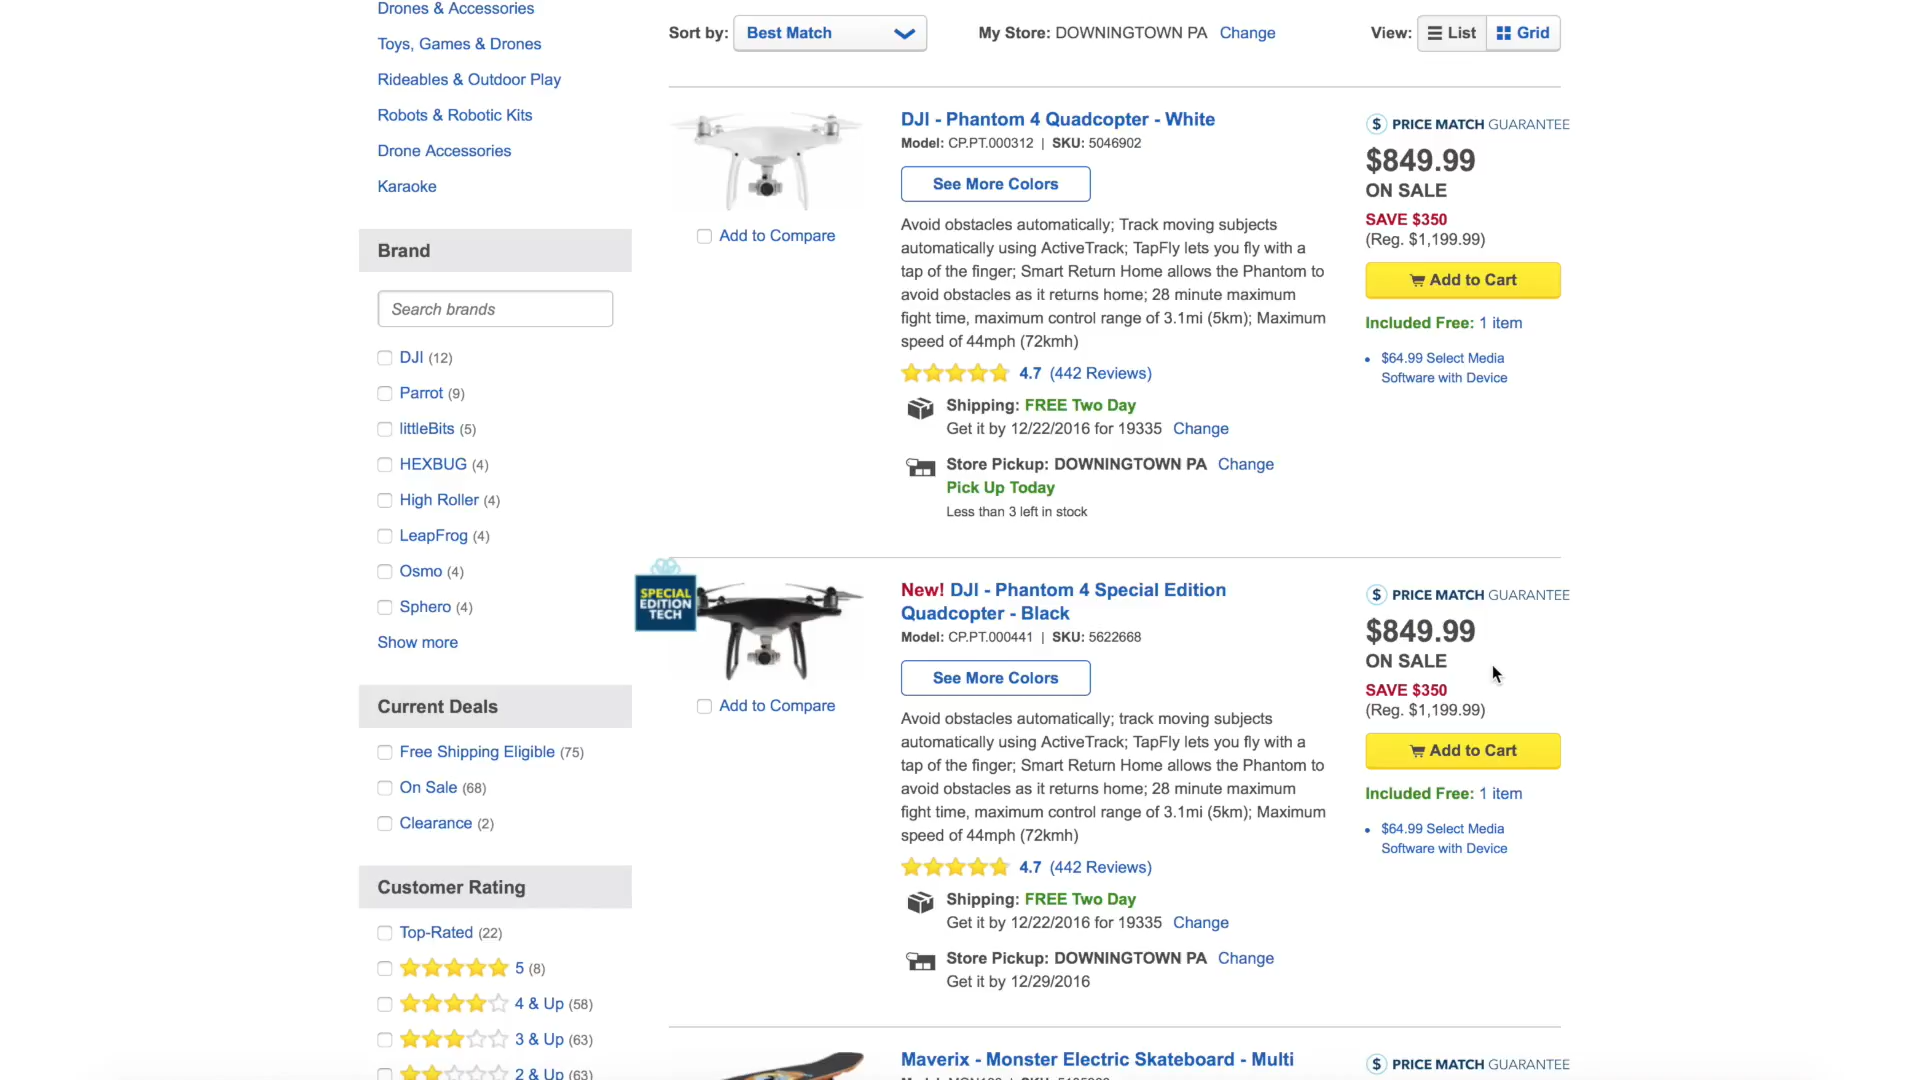 Drones & Accessories
Toys, Games & Drones
Rideables & Outdoor Play
Robots & Robotic Kits
Drone Accessories
Karaoke
Brand
Search brands
DJI (12)
Parrot (9)
littleBits (5)
HEXBUG (4)
High Roller (4)
LeapFrog (4)
Osmo (4)
Sphero (4)
Show more
Current Deals
Free Shipping Eligible (75)
On Sale (68)
Clearance (2)
Customer Rating
Top-Rated (22)
5 (8)
4 & Up (58)
3 & Up (63)
2 & Up (63)
Sort by: Best Match
My Store: DOWNINGTOWN PA Change
View: List Grid
DJI - Phantom 4 Quadcopter - White
Model: CP.PT.000312 | SKU: 5046902
See More Colors
Add to Compare
Avoid obstacles automatically; Track moving subjects
automatically using ActiveTrack; TapFly lets you fly with a
tap of the finger; Smart Return Home allows the Phantom to
avoid obstacles as it returns home; 28 minute maximum
fight time, maximum control range of 3.1mi (5km); Maximum
speed of 44mph (72kmh)
4.7 (442 Reviews)
Shipping: FREE Two Day
Get it by 12/22/2016 for 19335 Change
Store Pickup: DOWNINGTOWN PA Change
Pick Up Today
Less than 3 left in stock
$ PRICE MATCH GUARANTEE
$849.99
ON SALE
SAVE $350
(Reg. $1,199.99)
Add to Cart
Included Free: 1 item
• $64.99 Select Media
Software with Device
SPECIAL
EDITION
TECH
New! DJI - Phantom 4 Special Edition
Quadcopter - Black
Model: CP.PT.000441 | SKU: 5622668
See More Colors
Add to Compare
Avoid obstacles automatically; track moving subjects
automatically using ActiveTrack; TapFly lets you fly with a
tap of the finger; Smart Return Home allows the Phantom to
avoid obstacles as it returns home; 28 minute maximum
fight time, maximum control range of 3.1mi (5km); Maximum
speed of 44mph (72kmh)
4.7 (442 Reviews)
Shipping: FREE Two Day
Get it by 12/22/2016 for 19335 Change
Store Pickup: DOWNINGTOWN PA Change
Get it by 12/29/2016
$ PRICE MATCH GUARANTEE
$849.99
ON SALE
SAVE $350
(Reg. $1,199.99)
Add to Cart
Included Free: 1 item
• $64.99 Select Media
Software with Device
Maverix - Monster Electric Skateboard - Multi
$ PRICE MATCH GUARANTEE